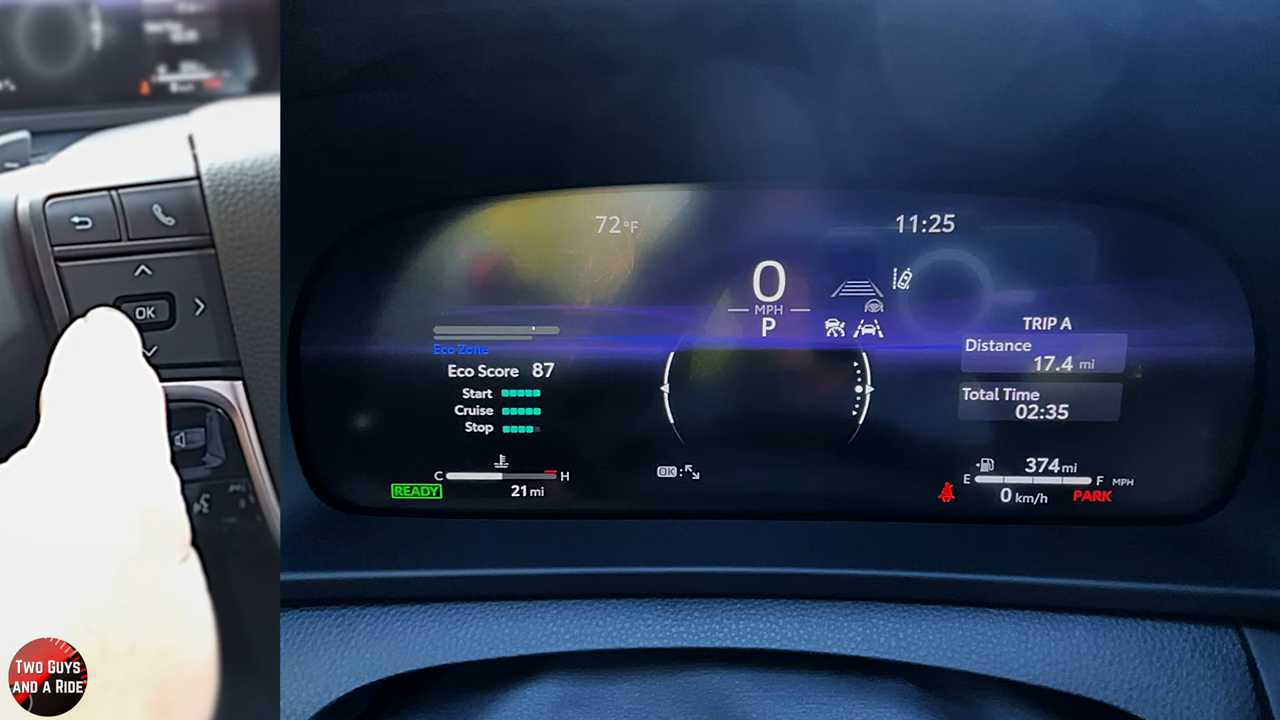 OK
TWO GUYS
AND A RIDE
72°F
11:25
0
MPH
P
Eco Zone
Eco Score 87
Start
Cruise
Stop
TRIP A
Distance
17.4 mi
Total Time
02:35
C H
READY
21 mi
OK :
374 mi
E F MPH
0 km/h
PARK